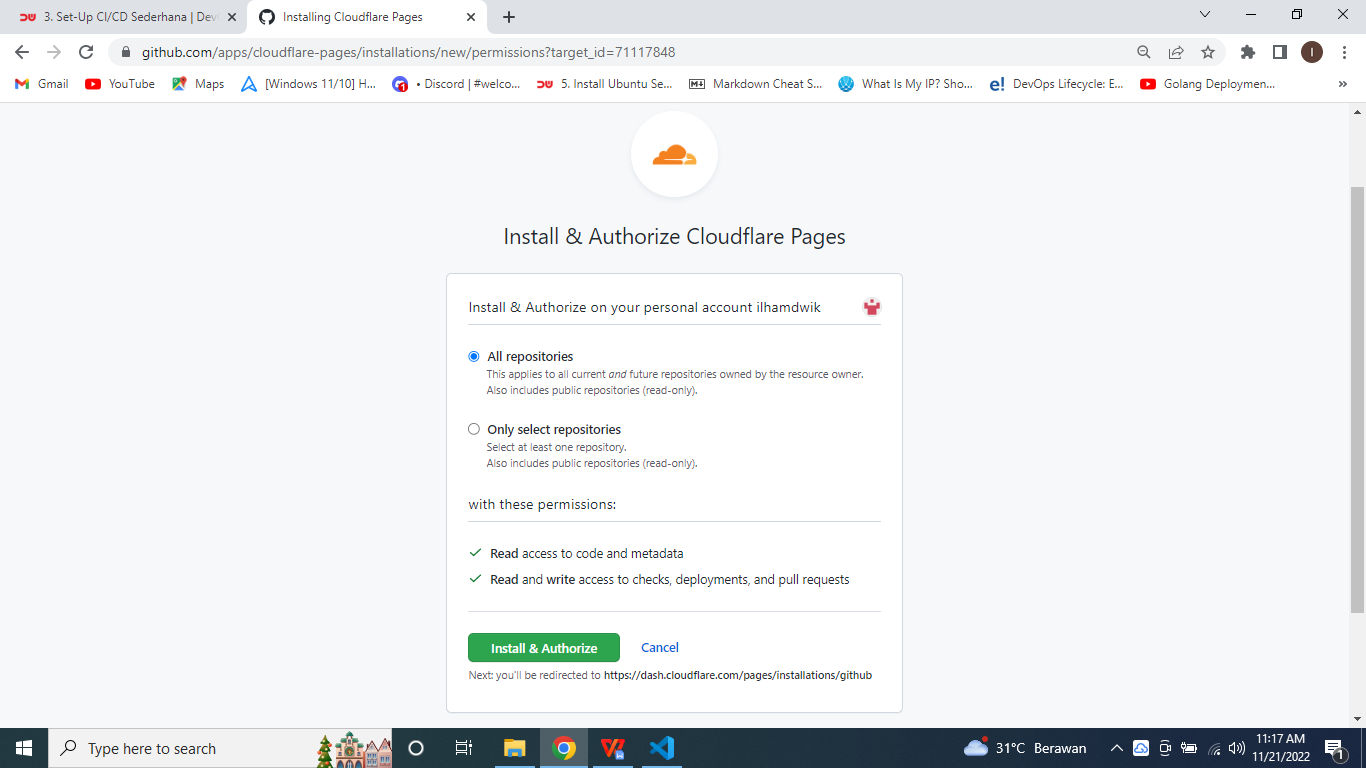 3. Set-Up CI/CD Sederhana | Dev
Installing Cloudflare Pages
github.com/apps/cloudflare-pages/installations/new/permissions?target_id=71117848
I
Gmail
YouTube
Maps
[Windows 11/10] H...
• Discord | #welco...
5. Install Ubuntu Se...
Markdown Cheat S...
What Is My IP? Sho...
DevOps Lifecycle: E...
Golang Deploymen...
Install & Authorize Cloudflare Pages
Install & Authorize on your personal account ilhamdwik
All repositories
This applies to all current and future repositories owned by the resource owner.
Also includes public repositories (read-only).
Only select repositories
Select at least one repository.
Also includes public repositories (read-only).
with these permissions:
Read access to code and metadata
Read and write access to checks, deployments, and pull requests
Install & Authorize
Cancel
Next: you'll be redirected to https://dash.cloudflare.com/pages/installations/github
Type here to search
31°C Berawan
11:17 AM
11/21/2022
1